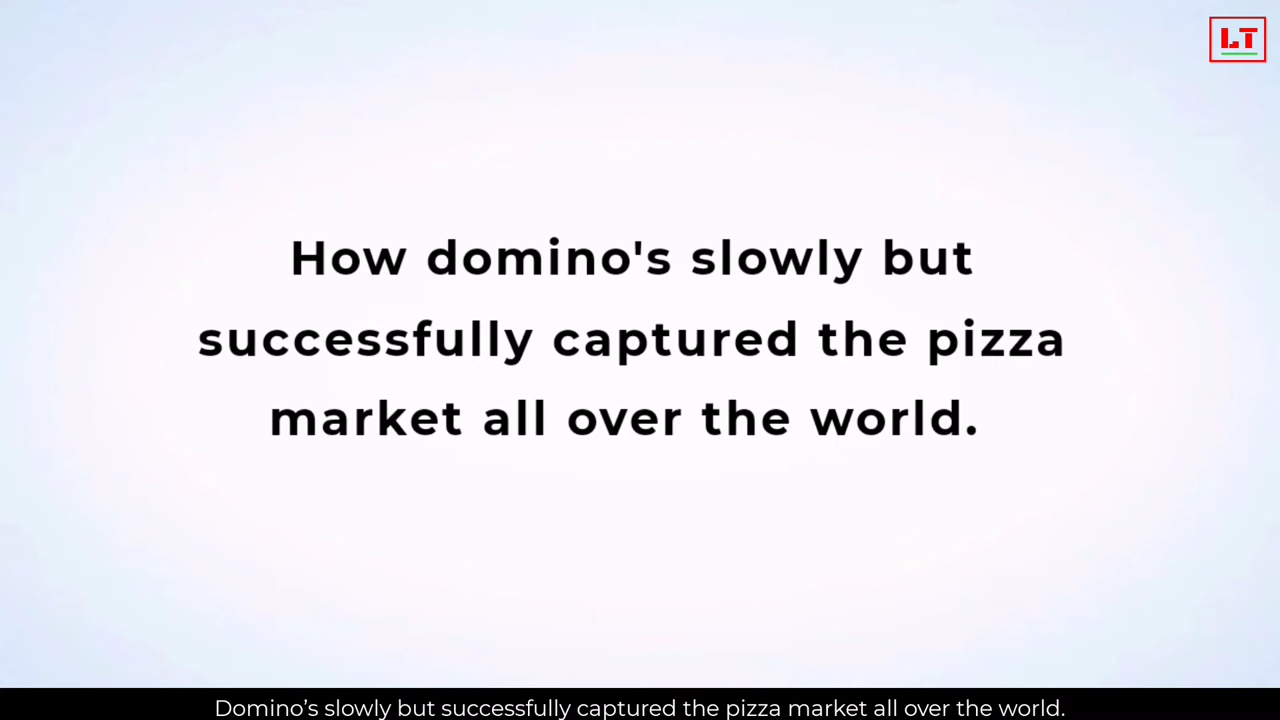 LT
How domino's slowly but
successfully captured the pizza
market all over the world.
Domino’s slowly but successfully captured the pizza market all over the world.